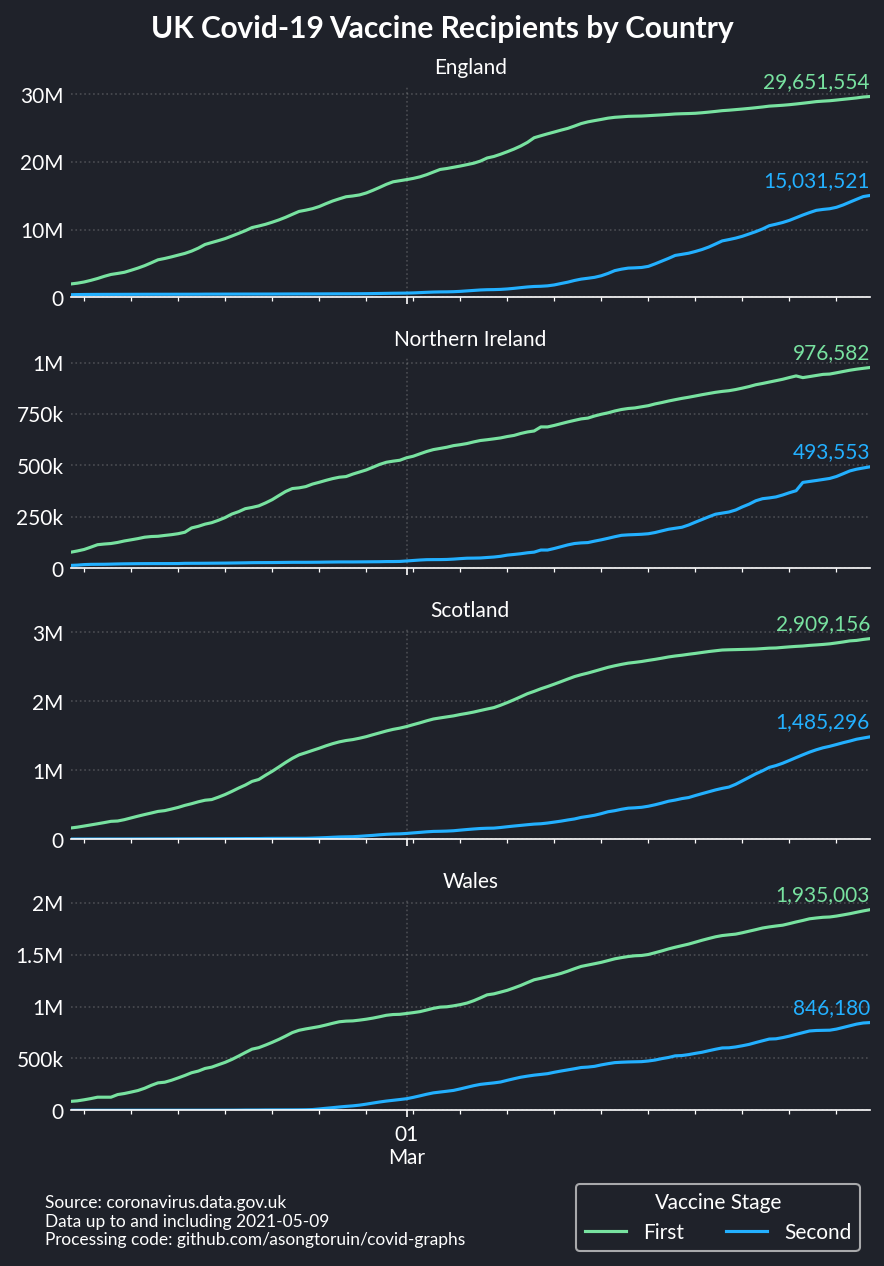 UK Covid-19 Vaccine Recipients by Country
England
29,651,554
30M
20M
15,031,521
10M
0
Northern Ireland
976,582
1M
750k
493,553
500k
250k
0
Scotland
2,909,156
3M
2M
1,485,296
1M
0
Wales
1,935,003
2M
1.5M
846,180
1M
500k
0
01
Mar
Source: coronavirus.data.gov.uk
Data up to and including 2021-05-09
Processing code: github.com/asongtoruin/covid-graphs
Vaccine Stage
First Second